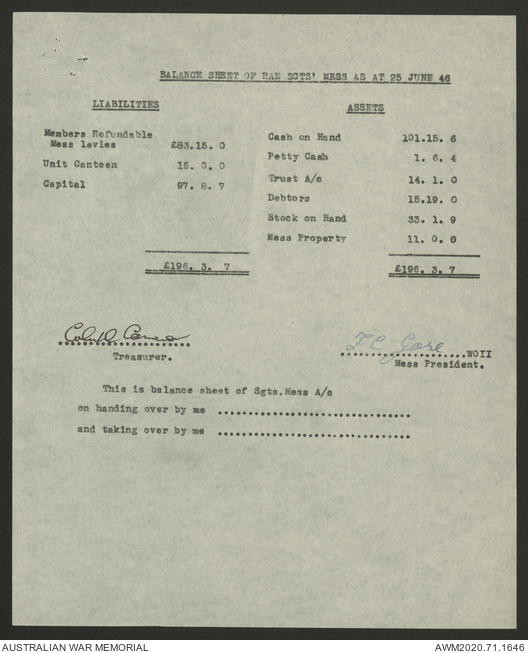 BALANCE SHEET OF RAE SGTS' MESS AS AT 25 JUNE 46
LIABILITIES
Members Refundable
Mess levies £83.15. 0
Unit Canteen 15. 0. 0
Capital 97. 8. 7
£196. 3. 7
ASSETS
Cash on Hand 101.15. 6
Petty Cash 1. 6. 4
Trust A/c 14. 1. 0
Debtors 15.19. 0
Stock on Hand 33. 1. 9
Mess Property 11. 0. 0
£196. 3. 7
Treasurer.
F C Gore WOII
Mess President.
This is balance sheet of Sgts.Mess A/c
on handing over by me
and taking over by me
AUSTRALIAN WAR MEMORIAL
AWM2020.71.1646